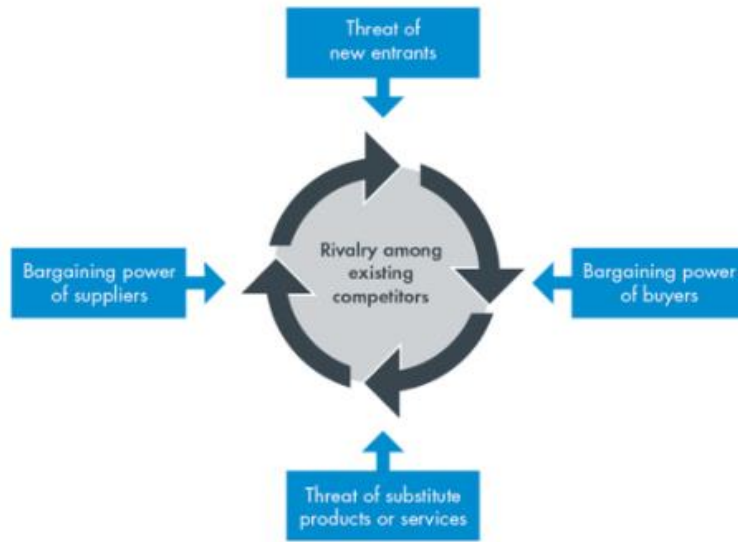 Threat of
new entrants
Bargaining power
of suppliers
Rivalry among
existing
competitors
Bargaining power
of buyers
Threat of substitute
products or services